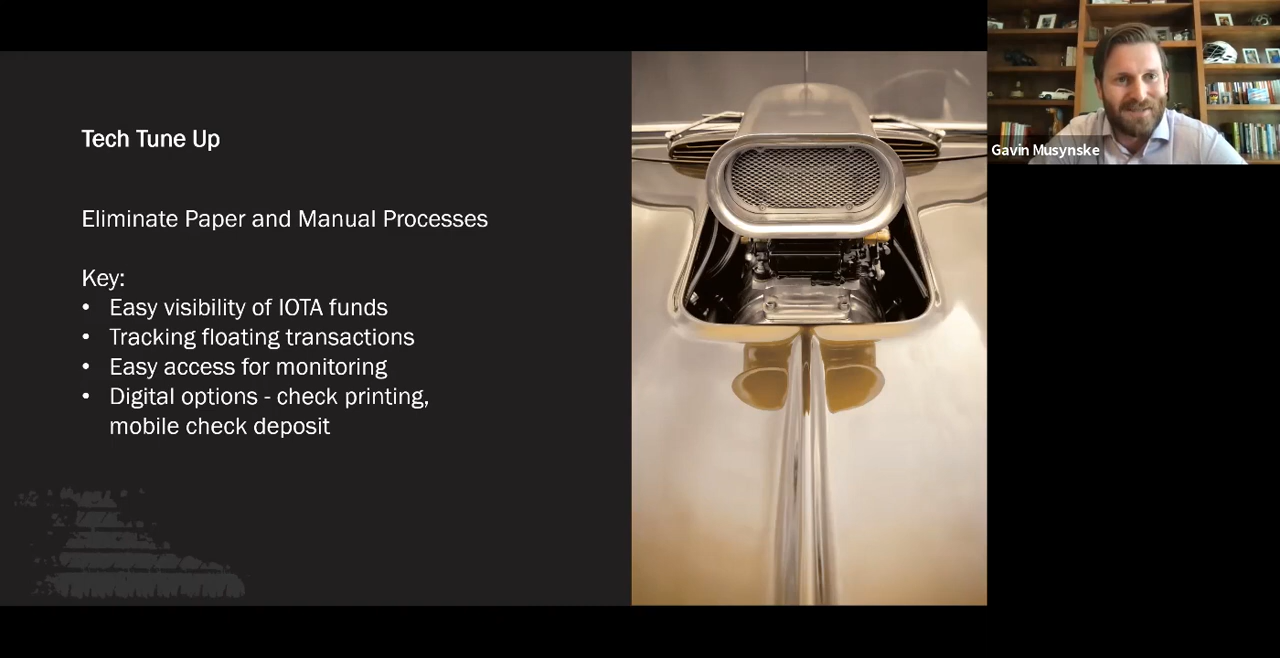 Tech Tune Up
Eliminate Paper and Manual Processes
Key:
• Easy visibility of IOTA funds
• Tracking floating transactions
• Easy access for monitoring
• Digital options - check printing,
mobile check deposit
Gavin Musynske